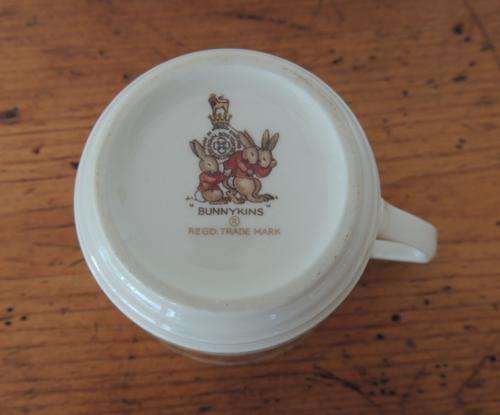 "BUNNYKINS"
®
REGD. TRADE MARK